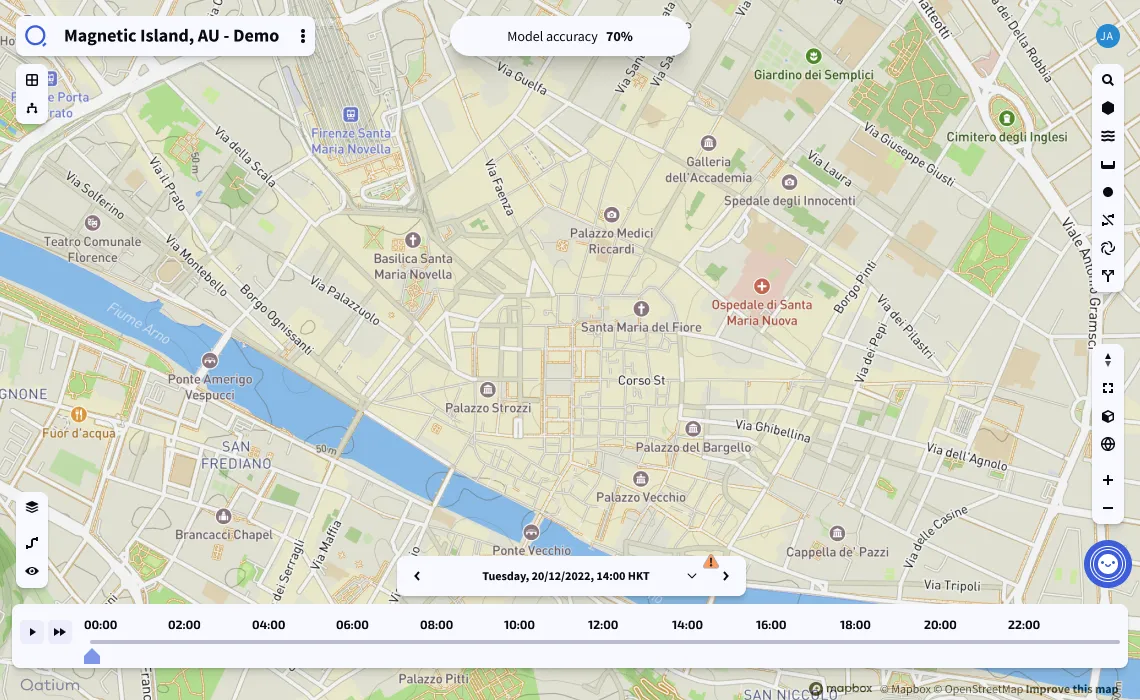 Magnetic Island, AU - Demo
Model accuracy 70%
JA
Via Guelfa
Giardino dei Semplici
Cimitero degli Inglesi
Via Giuseppe Giusti
Viale Antonio Gramsci
Via Laura
Firenze Santa
Maria Novella
Via della Scala
50 m
Via il Prato
Via Solferino
Via Faenza
Galleria
dell'Accademia
Spedale degli Innocenti
Palazzo Medici
Riccardi
Teatro Comunale
Florence
Basilica Santa
Maria Novella
Via Montebello
Borgo Ognissanti
Via Palazzuolo
Fiume Arno
Ospedale di Santa
Maria Nuova
Borgo Pinti
Via dei Pilastri
Via dei Pepi
Santa Maria del Fiore
Ponte Amerigo
Vespucci
Corso St
Palazzo Strozzi
GNONE
Fuor d'acqua
50m
SAN
FREDIANO
Via Ghibellina
Palazzo del Bargello
Via dell'Agnolo
Palazzo Vecchio
Brancacci Chapel
Via Maffia
dei Serragli
Ponte Vecchio
Cappella de' Pazzi
Via delle Casine
Via Tripoli
Tuesday, 20/12/2022, 14:00 HKT
00:00 02:00 04:00 06:00 08:00 10:00 12:00 14:00 16:00 18:00 20:00 22:00
Palazzo Pitti
SAN NICCOLÒ
Qatium
mapbox
© Mapbox © OpenStreetMap Improve this map